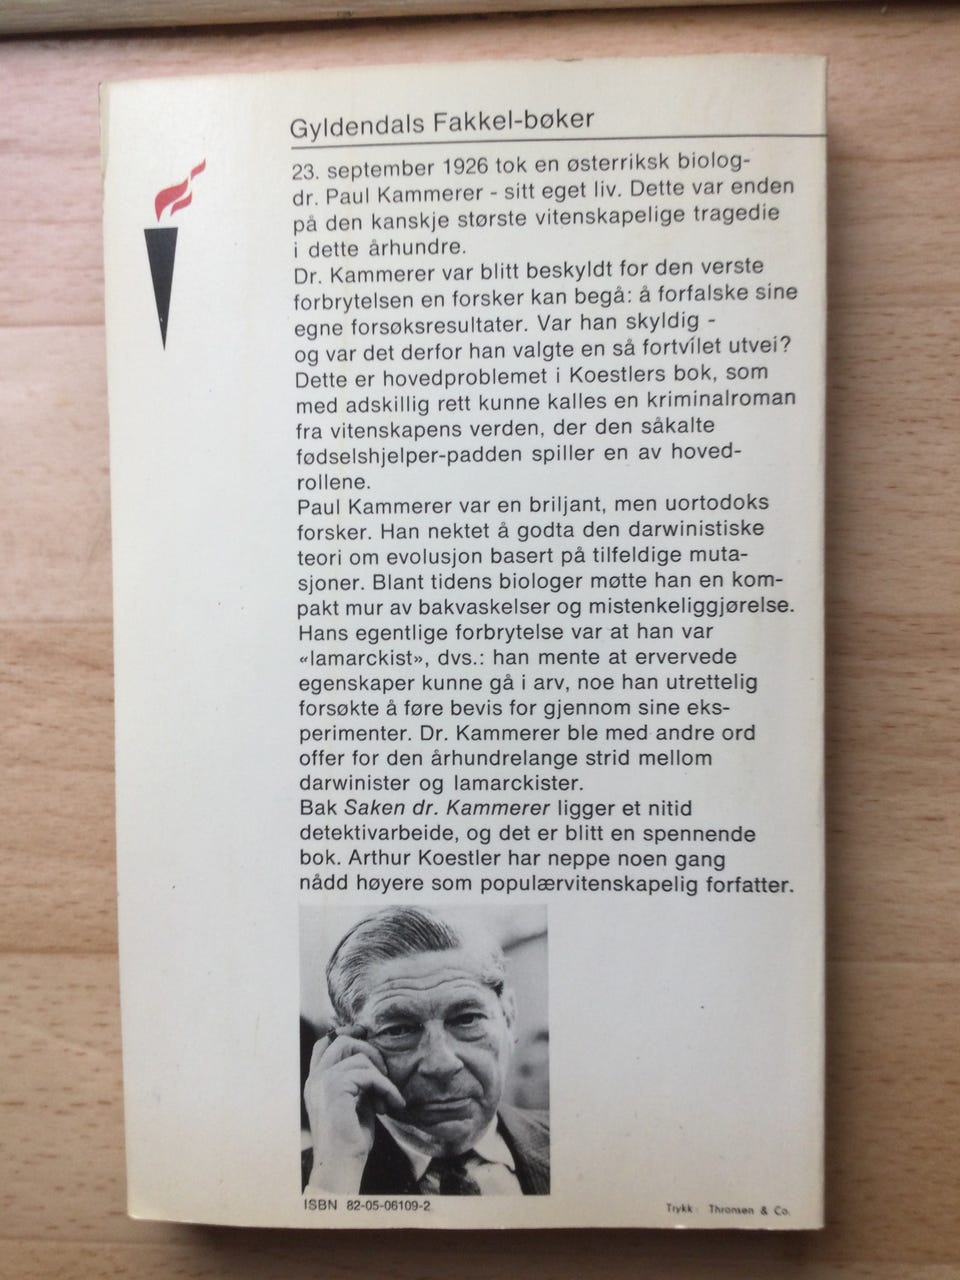 Gyldendals Fakkel-bøker
23. september 1926 tok en østerriksk biolog-
dr. Paul Kammerer - sitt eget liv. Dette var enden
på den kanskje største vitenskapelige tragedie
i dette århundre.
Dr. Kammerer var blitt beskyldt for den verste
forbrytelsen en forsker kan begå: å forfalske sine
egne forsøksresultater. Var han skyldig -
og var det derfor han valgte en så fortvilet utvei?
Dette er hovedproblemet i Koestlers bok, som
med adskillig rett kunne kalles en kriminalroman
fra vitenskapens verden, der den såkalte
fødselshjelper-padden spiller en av hoved-
rollene.
Paul Kammerer var en briljant, men uortodoks
forsker. Han nektet å godta den darwinistiske
teori om evolusjon basert på tilfeldige muta-
sjoner. Blant tidens biologer møtte han en kom-
pakt mur av bakvaskelser og mistenkeliggjørelse.
Hans egentlige forbrytelse var at han var
«lamarckist», dvs.: han mente at ervervede
egenskaper kunne gå i arv, noe han utrettelig
forsøkte å føre bevis for gjennom sine eks-
perimenter. Dr. Kammerer ble med andre ord
offer for den århundrelange strid mellom
darwinister og lamarckister.
Bak Saken dr. Kammerer ligger et nitid
detektivarbeide, og det er blitt en spennende
bok. Arthur Koestler har neppe noen gang
nådd høyere som populærvitenskapelig forfatter.
ISBN 82-05-06109-2
Trykk: Thronsen & Co.